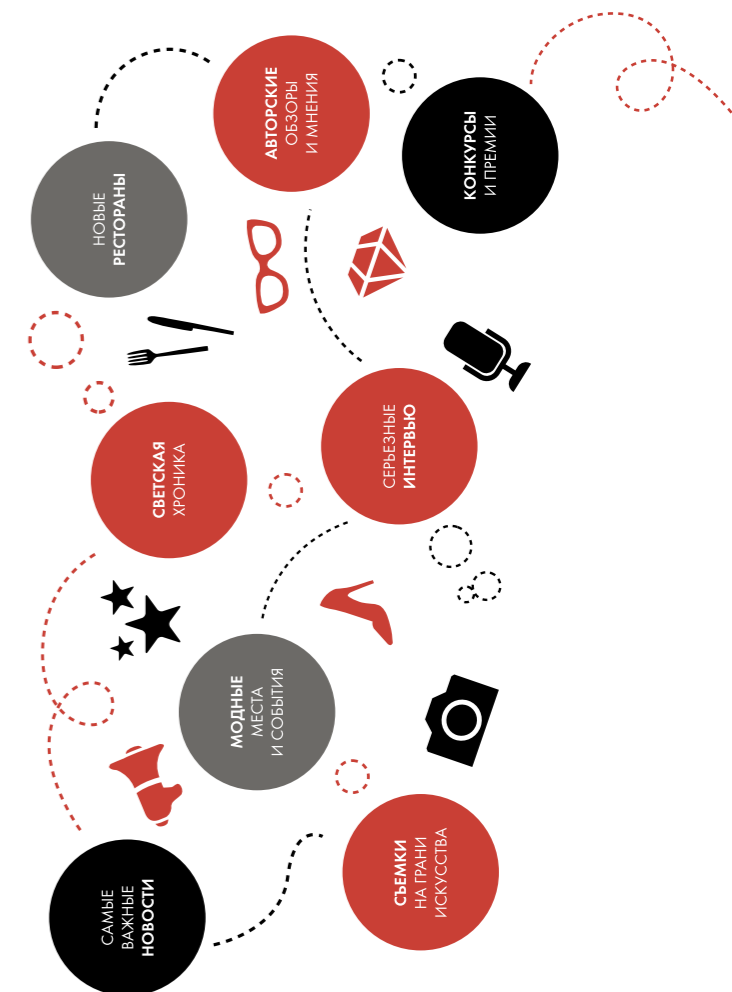 САМЫЕ
ВАЖНЫЕ
НОВОСТИ
СВЕТСКАЯ
ХРОНИКА
НОВЫЕ
РЕСТОРАНЫ
МОДНЫЕ
МЕСТА
И СОБЫТИЯ
АВТОРСКИЕ
ОБЗОРЫ
И МНЕНИЯ
СЪЕМКИ
НА ГРАНИ
ИСКУССТВА
СЕРЬЕЗНЫЕ
ИНТЕРВЬЮ
КОНКУРСЫ
И ПРЕМИИ